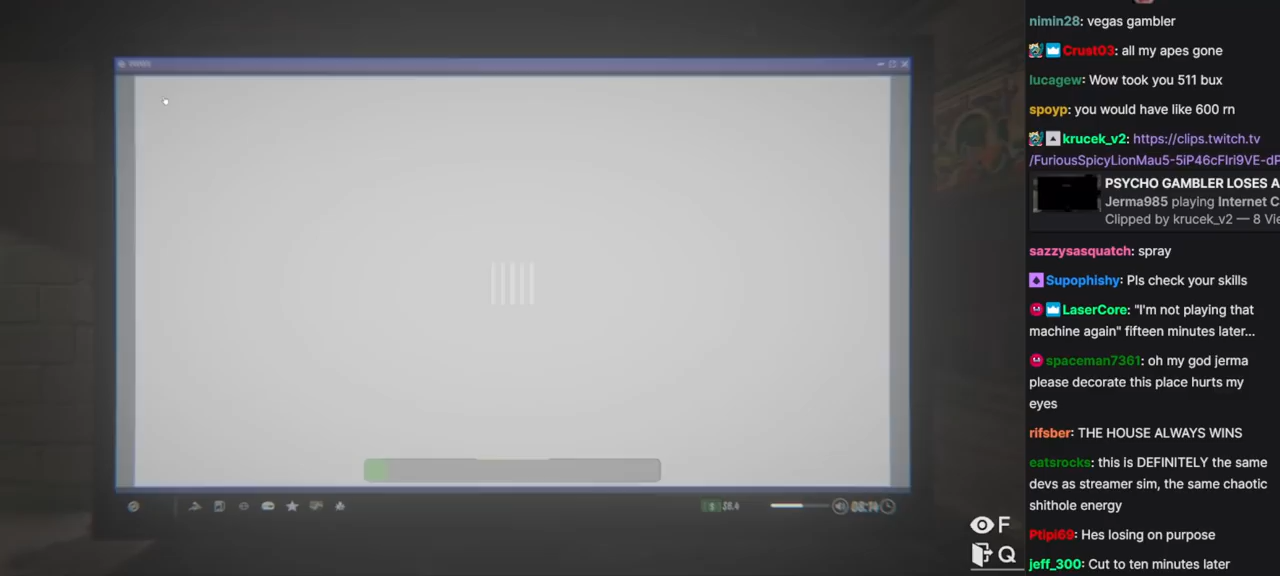 nimin28: vegas gambler
Crust03: all my apes gone
lucagew: Wow took you 511 bux
spoyp: you would have like 600 rn
krucek_v2: https://clips.twitch.tv
/FuriousSpicyLionMau5-5iP46cFIri9VE-dP
PSYCHO GAMBLER LOSES A
Jerma985 playing Internet C
Clipped by krucek_v2 — 8 Vie
sazzysasquatch: spray
Supophishy: Pls check your skills
LaserCore: "I'm not playing that
machine again" fifteen minutes later...
spaceman7361: oh my god jerma
please decorate this place hurts my
eyes
rifsber: THE HOUSE ALWAYS WINS
eatsrocks: this is DEFINITELY the same
devs as streamer sim, the same chaotic
shithole energy
F
Ptipi69: Hes losing on purpose
Q
jeff_300: Cut to ten minutes later